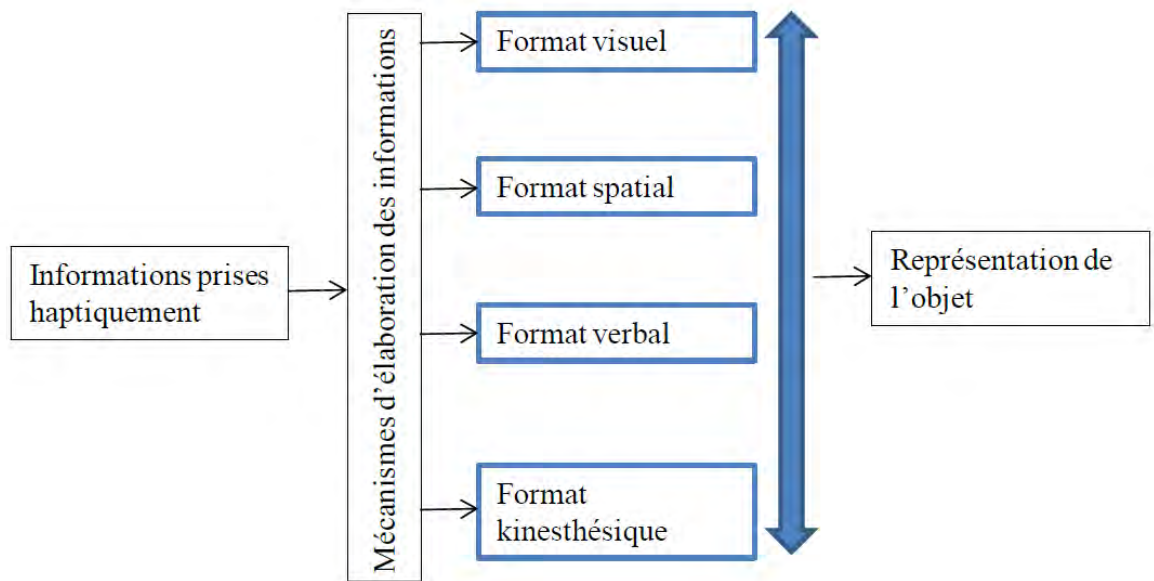 Informations prises
haptiquement
Mécanismes d'élaboration des informations
Format visuel
Format spatial
Format verbal
Format
kinesthésique
Représentation de
l'objet